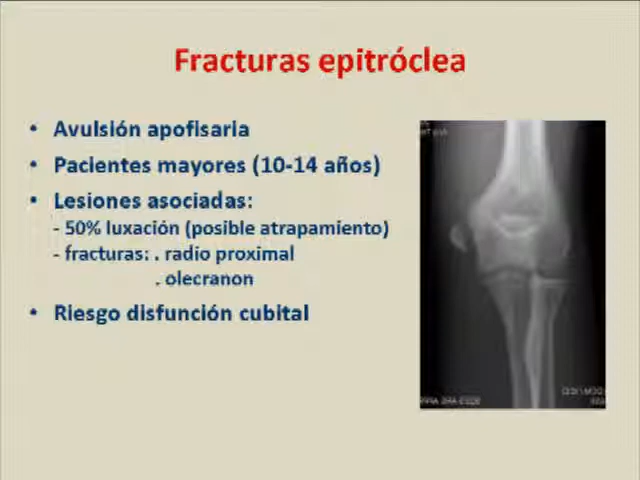 Fracturas epitróclea
• Avulsión apofisaria
• Pacientes mayores (10-14 años)
• Lesiones asociadas:
- 50% luxación (posible atrapamiento)
- fracturas: . radio proximal
. olecranon
• Riesgo disfunción cubital